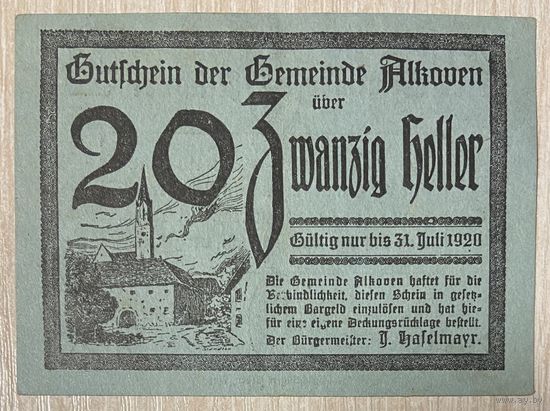 Gutschein der Gemeinde Alkoven
über
20 Zwanzig Heller
Gültig nur bis 31. Juli 1920
Die Gemeinde Alkoven haftet für die
Verbindlichkeit, diesen Schein in gesetz-
lichem Bargeld einzulösen und hat hie-
für eine eigene Deckungsrücklage bestellt.
Der Bürgermeister: J. Haselmayr.
ay.by